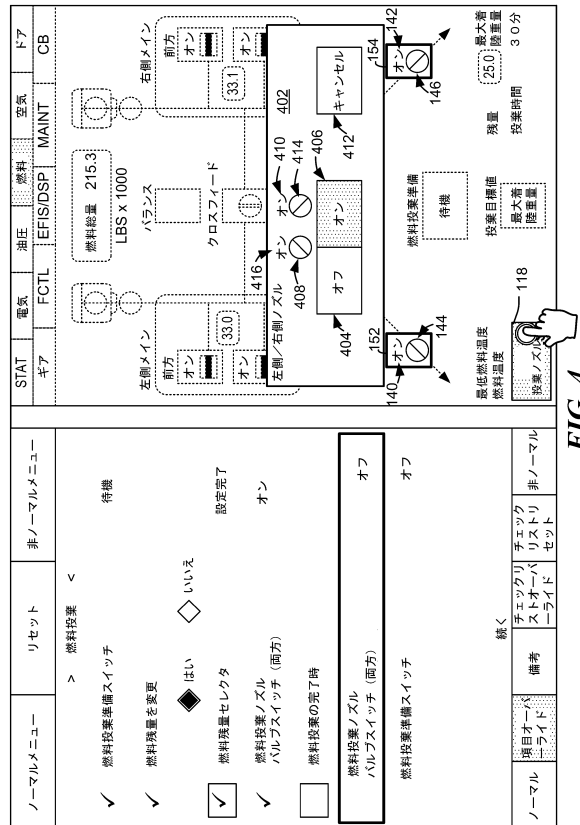 ノーマルメニュー
リセット
非ノーマルメニュー
> 燃料投棄 <
燃料投棄準備スイッチ
待機
燃料残量を変更
はい
いいえ
燃料残量セレクタ
設定完了
燃料投棄ノズル
バルブスイッチ（両方）
オン
燃料投棄の完了時
燃料投棄ノズル
バルブスイッチ（両方）
オフ
燃料投棄準備スイッチ
オフ
続く
ノーマル
項目オーバ
ーライド
備考
チェックリ
ストオーバ
ーライド
チェック
リストリ
セット
非ノーマル
STAT
電気
油圧
燃料
空気
ドア
ギア
FCTL
EFIS/DSP
MAINT
CB
燃料総量 215.3
LBS x 1000
左側メイン
前方
オン
オ
33.0
バランス
クロスフィード
右側メイン
前方
オン
オン
33.1
左側／右側ノズル
416
オン
408
オン
410
414
402
オフ
404
オン
406
キャンセル
412
152
オン
140
144
154
オン
142
146
最低燃料温度
燃料温度
投棄ノズル
118
燃料投棄準備
待機
投棄目標値
最大着
陸重量
残量
25.0
最大着
陸重量
投棄時間
３０分
FIG. 4